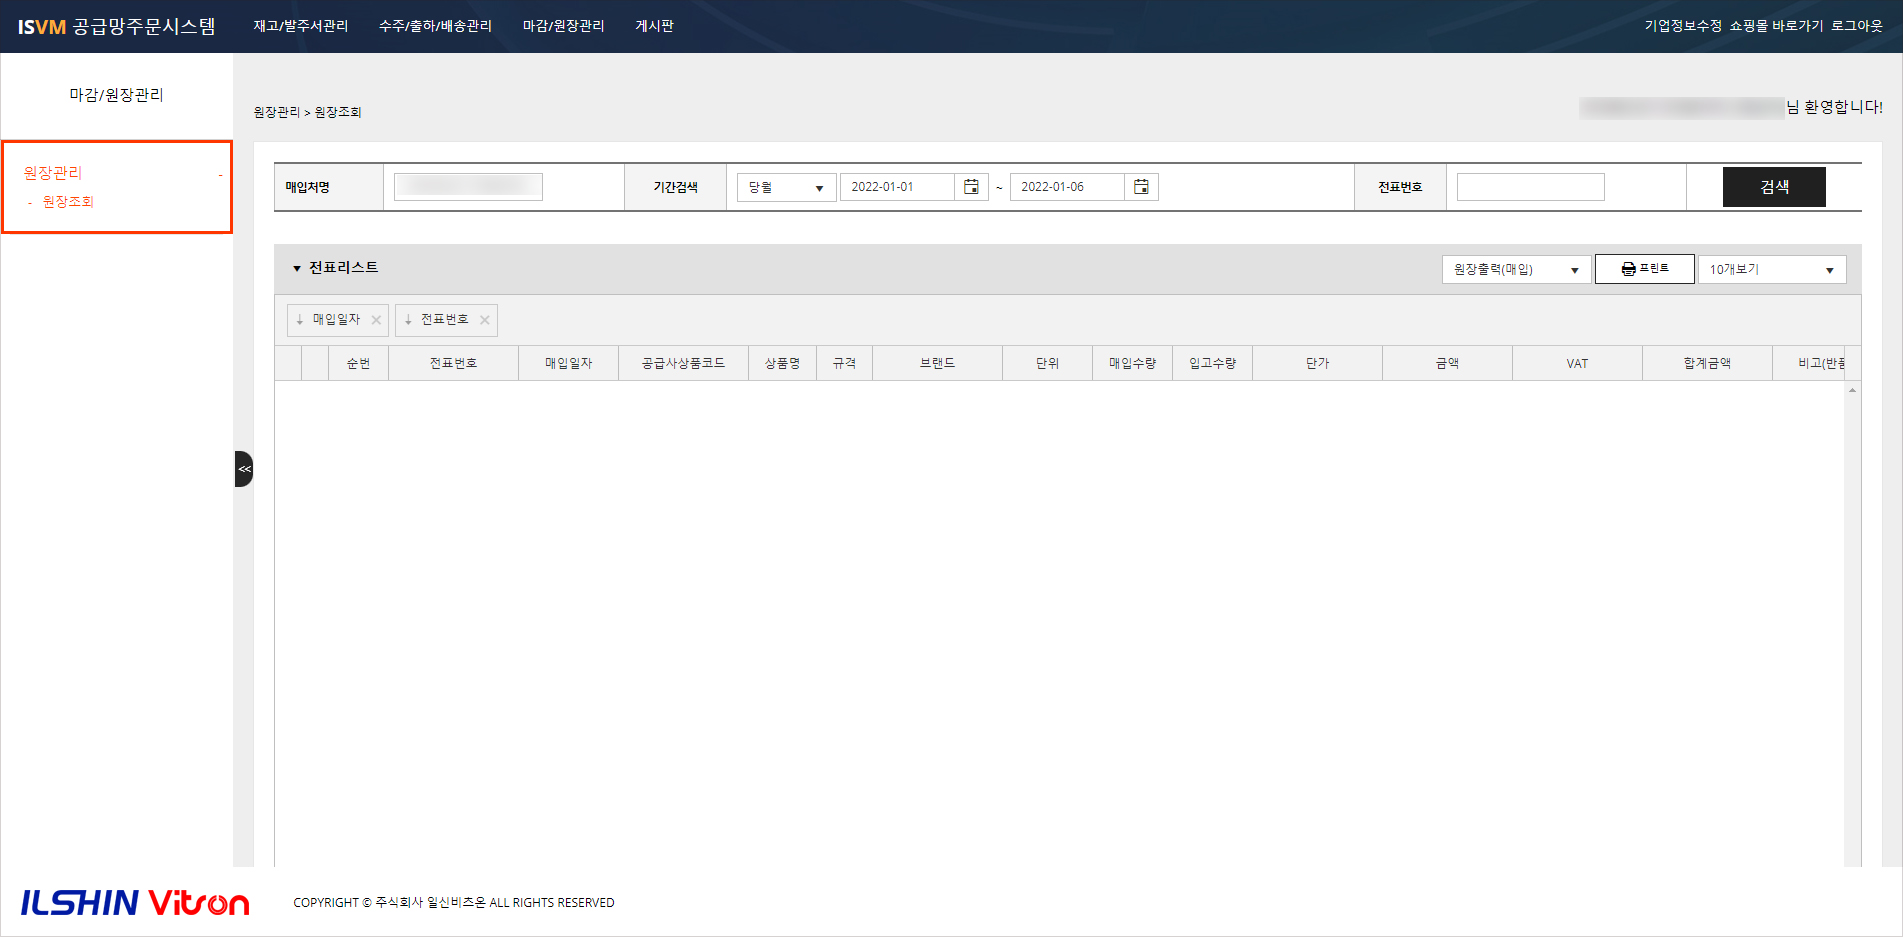 ISVM 공급망주문시스템 재고/발주서관리 수주/출하/배송관리 마감/원장관리 게시판 기업정보수정 쇼핑몰 바로가기 로그아웃
마감/원장관리
원장관리 -
- 원장조회
원장관리 > 원장조회
님 환영합니다!
매입처명 기간검색 당월 ▼ 2022-01-01 ~ 2022-01-06 전표번호 검색
▼ 전표리스트 원장출력(매입) ▼ 프린트 10개보기 ▼
↓ 매입일자 × ↓ 전표번호 ×
순번 전표번호 매입일자 공급사상품코드 상품명 규격 브랜드 단위 매입수량 입고수량 단가 금액 VAT 합계금액 비고(반품
<<
ILSHIN Vitson COPYRIGHT © 주식회사 일신비츠온 ALL RIGHTS RESERVED